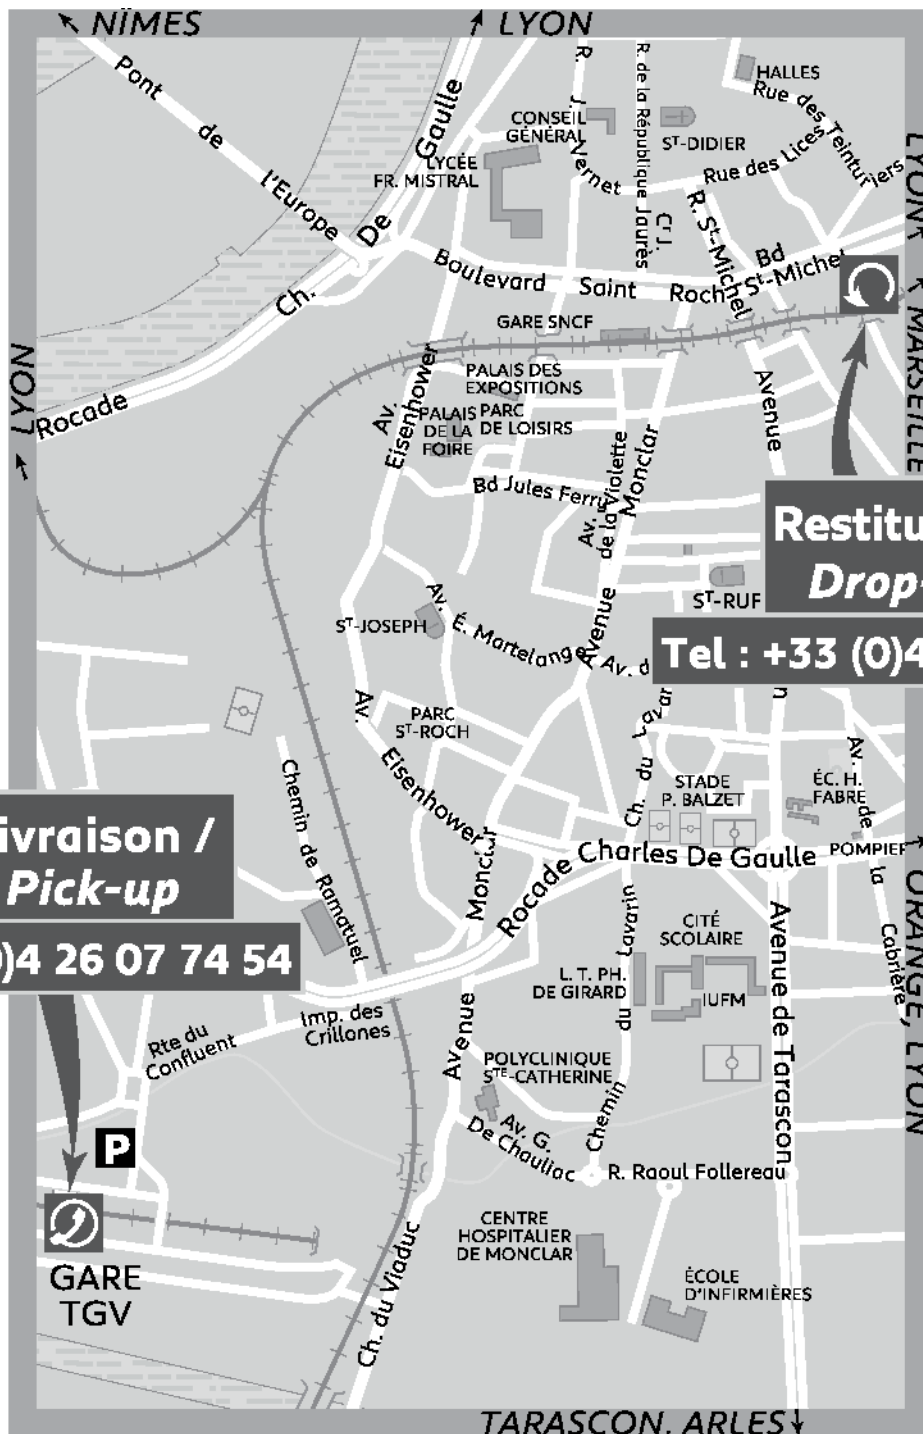 NÎMES
LYON
Pont de l'Europe
Ch. De Gaulle
R. J. Vernet
R. de la République
Cʳ J. Jaurès
HALLES
Rue des Teinturiers
CONSEIL
GÉNÉRAL
Sᵀ-DIDIER
LYCÉE
FR. MISTRAL
Rue des Lices
R. Sᵗ-Michel
Bd
Sᵗ-Michel
Boulevard Saint Roch
LYON
MARSEILLE
GARE SNCF
LYON
Rocade
Av. Eisenhower
PALAIS DES
EXPOSITIONS
PALAIS
DE LA
FOIRE
PARC
DE LOISIRS
Avenue
Bd Jules Ferry
Av.
de la Violette
Avenue Monclar
Restitu
Drop-
Sᵀ-RUF
Tel : +33 (0)4
Sᵀ-JOSEPH
Av. É. Martelange
Av. d
PARC
Sᵀ-ROCH
Av. Eisenhower
Ch. du Lavar
STADE
P. BALZET
ÉC. H.
FABRE
Av. de la Cabrière
Chemin de Ramatuel
ivraison /
Pick-up
)4 26 07 74 54
Monclar
Rocade Charles De Gaulle
POMPIER
ORANGE, LYON
CITÉ
SCOLAIRE
L. T. PH.
DE GIRARD
IUFM
Chemin du Lavarin
Avenue de Tarascon
Imp. des
Crillones
Rte du
Confluent
Avenue
POLYCLINIQUE
Sᵀᴱ-CATHERINE
Av. G.
De Chauliac
R. Raoul Follereau
P
GARE
TGV
Ch. du Viaduc
CENTRE
HOSPITALIER
DE MONCLAR
ÉCOLE
D'INFIRMIÈRES
TARASCON, ARLES